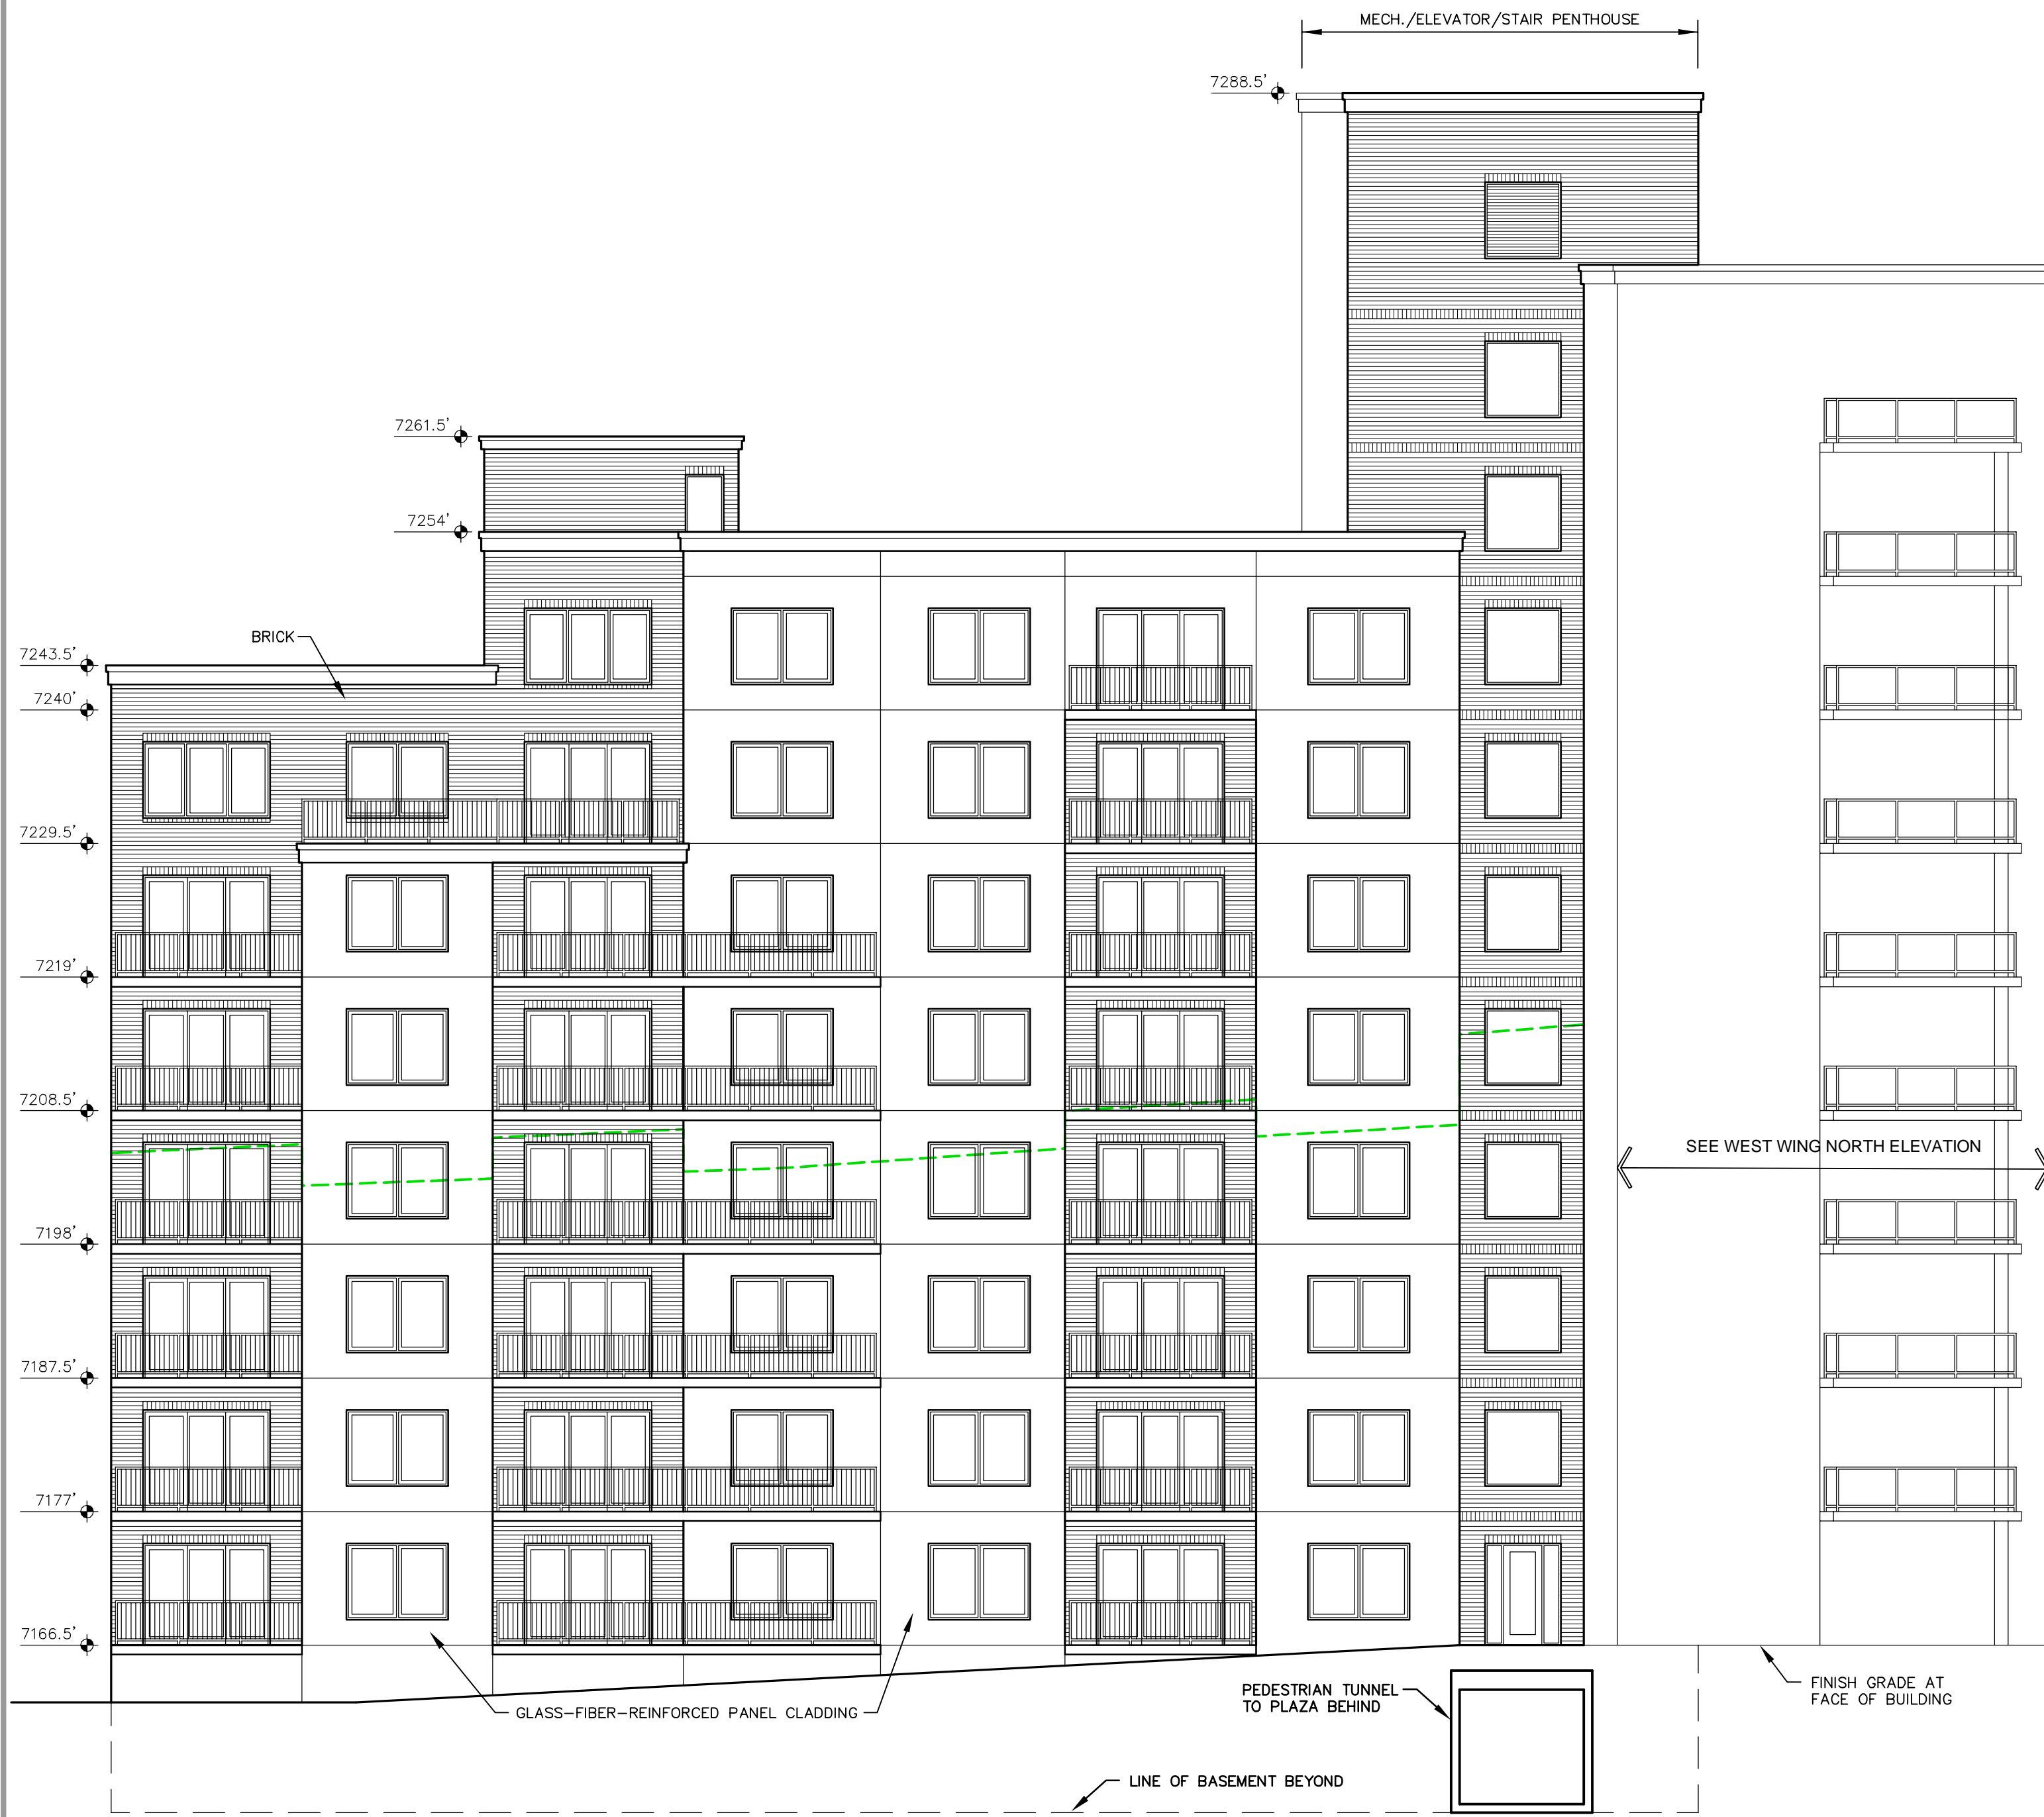 MECH./ELEVATOR/STAIR PENTHOUSE
7288.5'
7261.5'
7254'
BRICK
7243.5'
7240'
7229.5'
7219'
7208.5'
SEE WEST WING NORTH ELEVATION
7198'
7187.5'
7177'
7166.5'
FINISH GRADE AT
FACE OF BUILDING
PEDESTRIAN TUNNEL
TO PLAZA BEHIND
GLASS-FIBER-REINFORCED PANEL CLADDING
LINE OF BASEMENT BEYOND